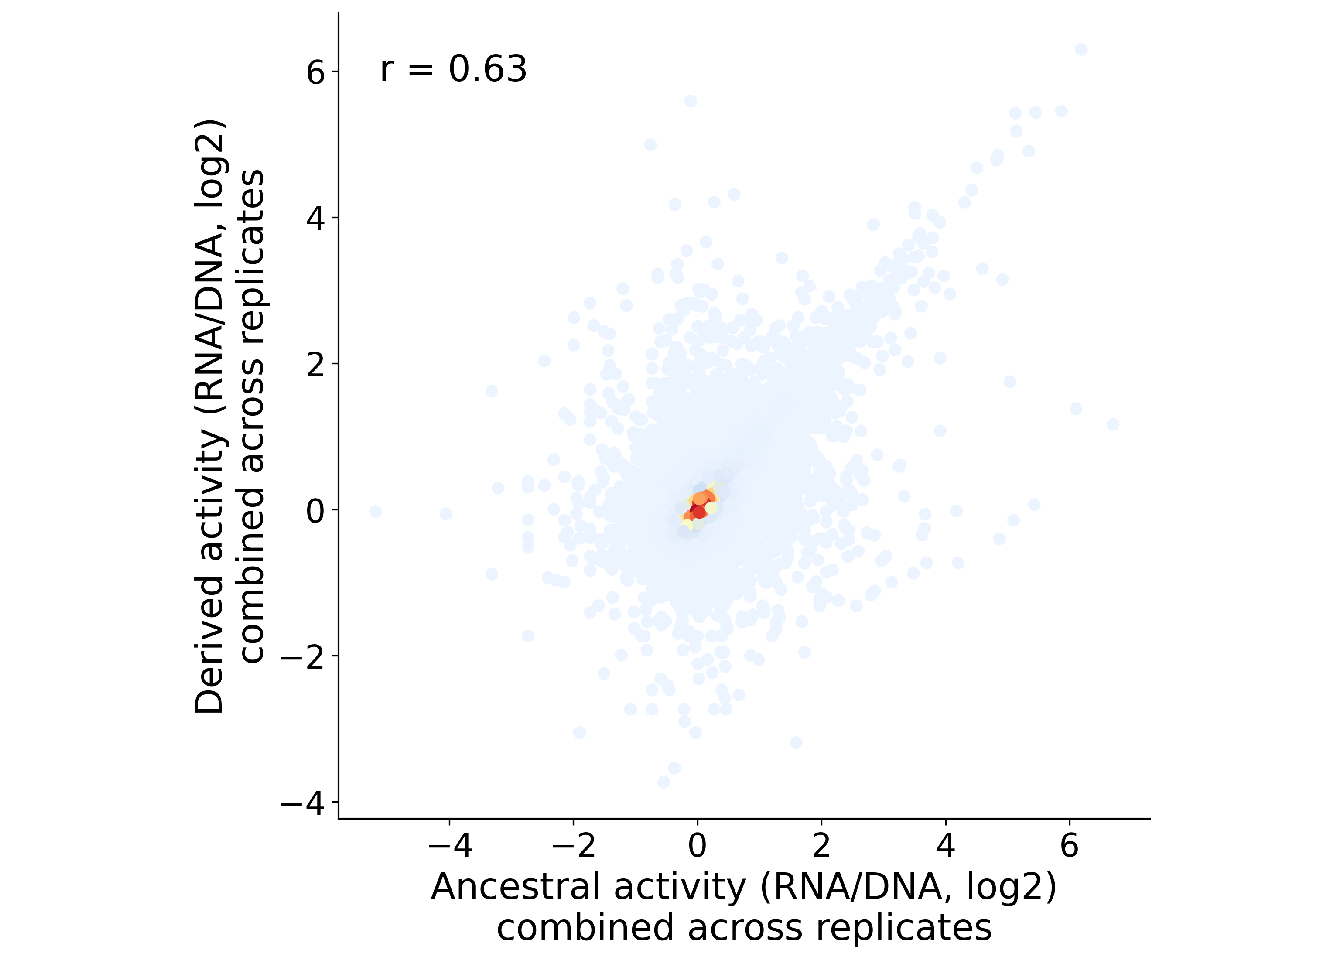 r = 0.63
Derived activity (RNA/DNA, log2)
combined across replicates
6
4
2
0
−2
−4
−4 −2 0 2 4 6
Ancestral activity (RNA/DNA, log2)
combined across replicates